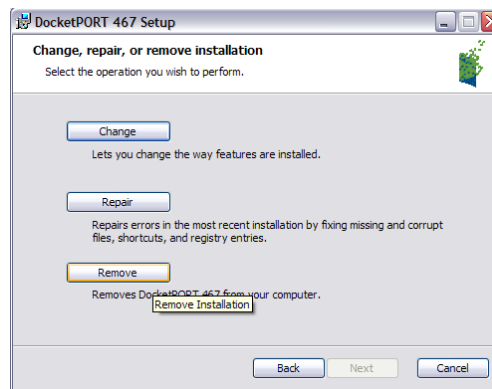 DocketPORT 467 Setup
Change, repair, or remove installation
Select the operation you wish to perform.
Change
Lets you change the way features are installed.
Repair
Repairs errors in the most recent installation by fixing missing and corrupt
files, shortcuts, and registry entries.
Remove
Removes DocketPORT 467 from your computer.
Remove Installation
Back Next Cancel